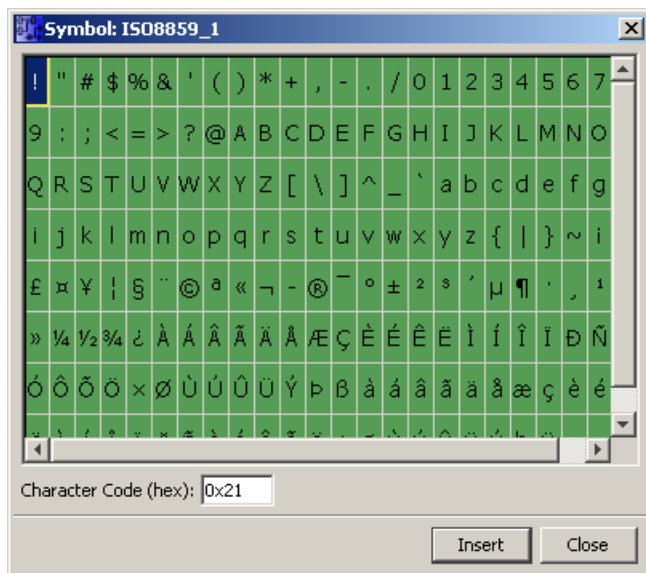 Symbol: ISO8859_1
! " # $ % & ' ( ) * + , - . / 0 1 2 3 4 5 6 7
9 : ; < = > ? @ A B C D E F G H I J K L M N O
Q R S T U V W X Y Z [ \ ] ^ _ ` a b c d e f g
i j k l m n o p q r s t u v w x y z { | } ~ ¡
£ ¤ ¥ ¦ § ¨ © ª « ¬ - ® ¯ ° ± ² ³ ´ µ ¶ · ¸ ¹
» ¼ ½ ¾ ¿ À Á Â Ã Ä Å Æ Ç È É Ê Ë Ì Í Î Ï Ð Ñ
Ó Ô Õ Ö × Ø Ù Ú Û Ü Ý Þ ß à á â ã ä å æ ç è é
Character Code (hex): 0x21
Insert Close